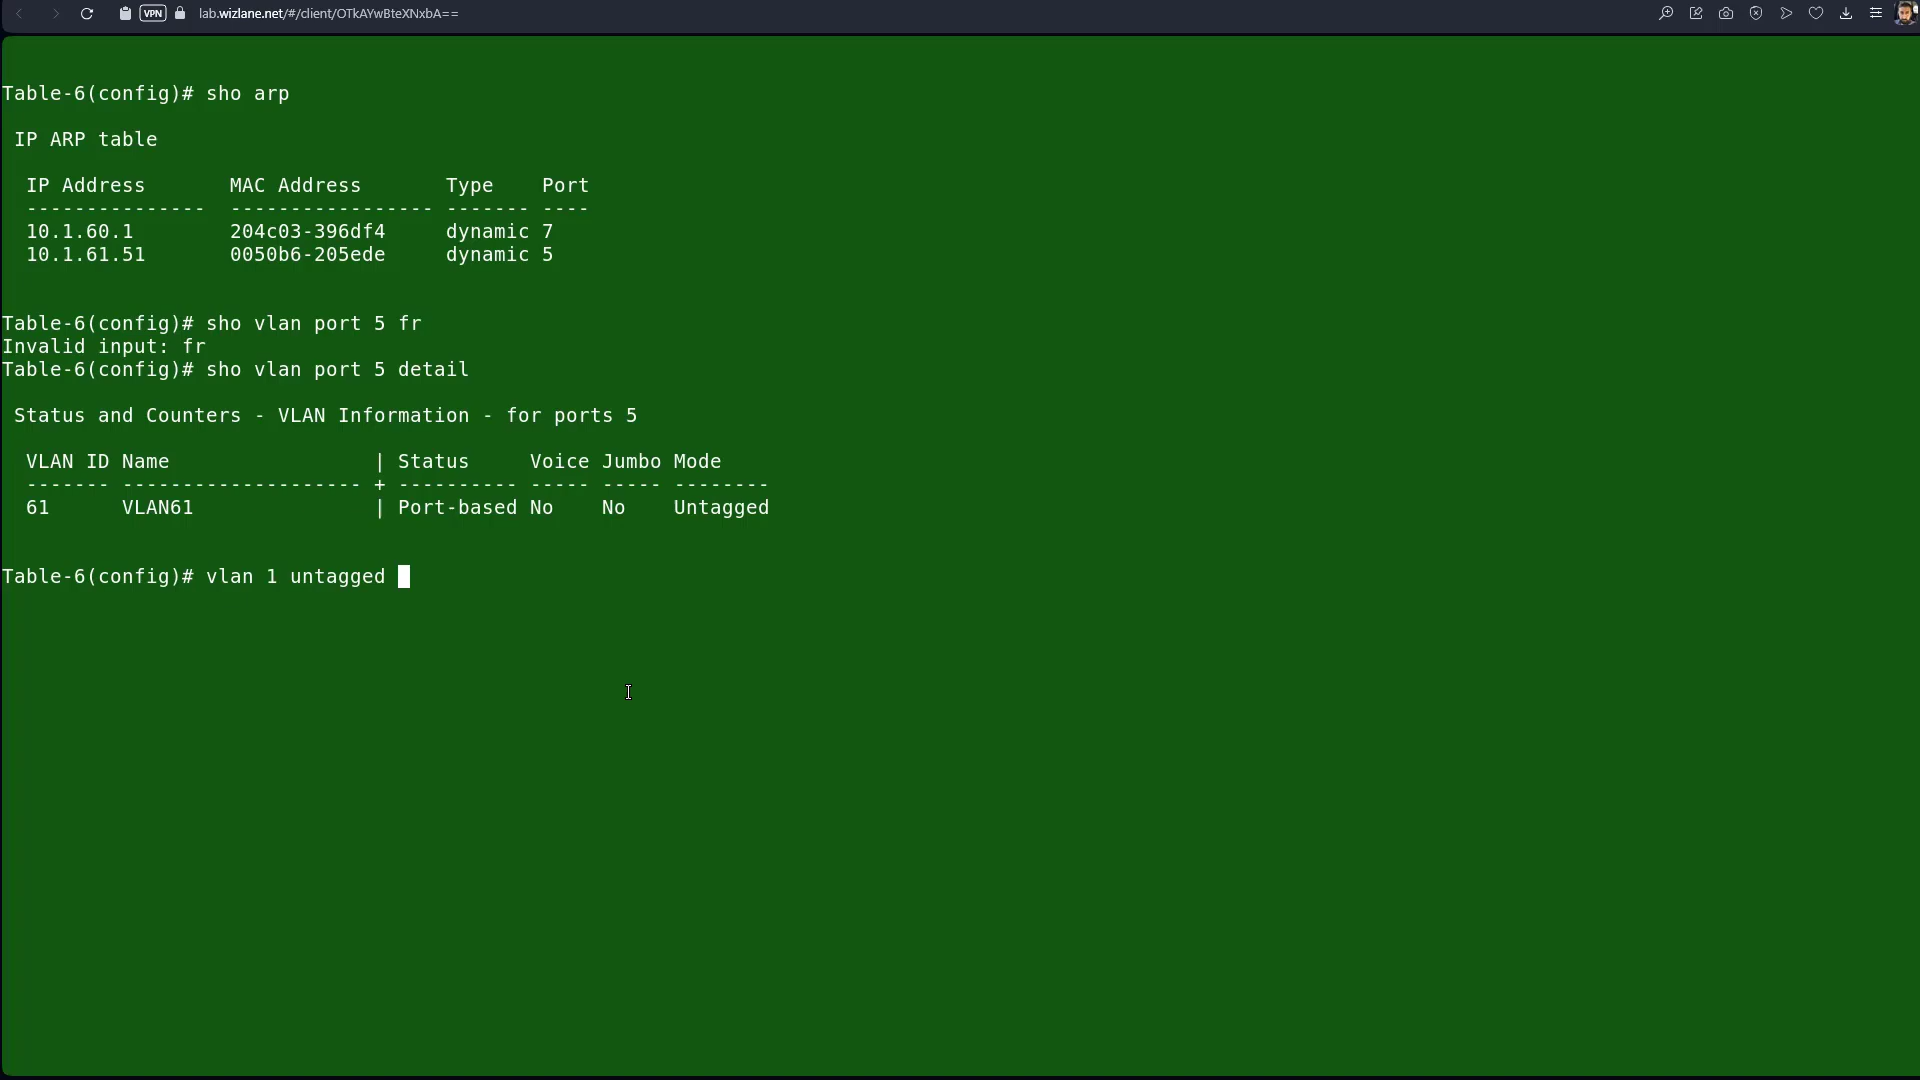 VPN lab.wizlane.net/#/client/OTkAYwBteXNxbA==
Table-6(config)# sho arp
IP ARP table
IP Address       MAC Address       Type    Port
---------------  ----------------- ------- ----
10.1.60.1        204c03-396df4     dynamic 7
10.1.61.51       0050b6-205ede     dynamic 5
Table-6(config)# sho vlan port 5 fr
Invalid input: fr
Table-6(config)# sho vlan port 5 detail
Status and Counters - VLAN Information - for ports 5
VLAN ID Name                 | Status     Voice Jumbo Mode
------- -------------------- + ---------- ----- ----- --------
61      VLAN61               | Port-based No    No    Untagged
Table-6(config)# vlan 1 untagged